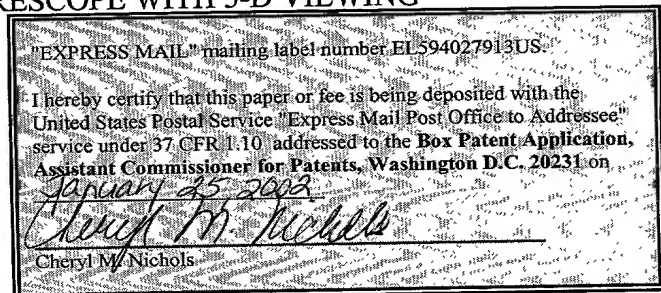 WITH 3-D VIEWING
"EXPRESS MAIL" mailing label number EL594027913US.
I hereby certify that this paper or fee is being deposited with the
United States Postal Service "Express Mail Post Office to Addressee"
service under 37 CFR 1.10 addressed to the Box Patent Application,
Assistant Commissioner for Patents, Washington D.C. 20231 on
January 25 2002
Cheryl M. Nichols
Cheryl M. Nichols